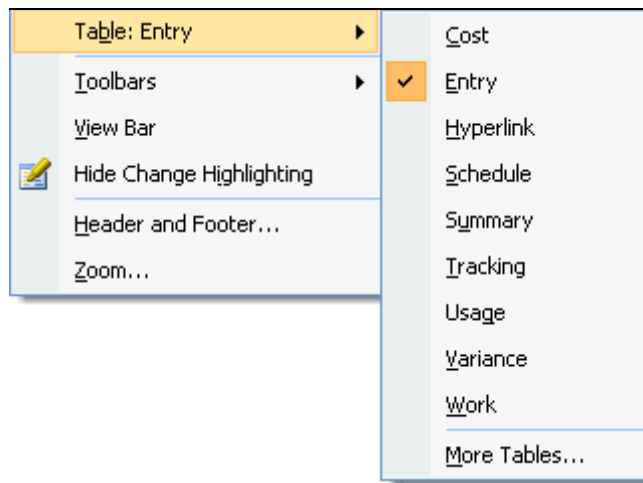 Table: Entry
Toolbars
View Bar
Hide Change Highlighting
Header and Footer...
Zoom...
Cost
Entry
Hyperlink
Schedule
Summary
Tracking
Usage
Variance
Work
More Tables...